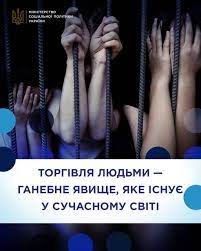 МІНІСТЕРСТВО
СОЦІАЛЬНОЇ ПОЛІТИКИ
УКРАЇНИ
ТОРГІВЛЯ ЛЮДЬМИ —
ГАНЕБНЕ ЯВИЩЕ, ЯКЕ ІСНУЄ
У СУЧАСНОМУ СВІТІ